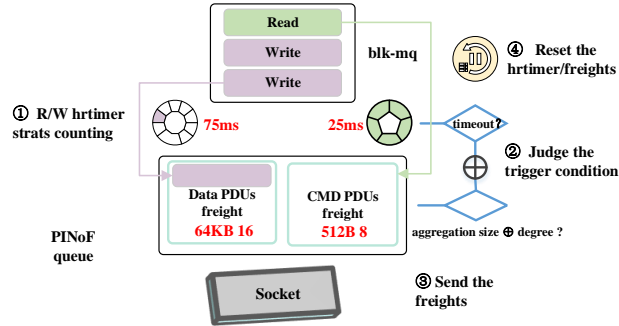 Read
Write
Write
blk-mq
④ Reset the
hrtimer/freights
① R/W hrtimer
strats counting
75ms
25ms
timeout?
② Judge the
trigger condition
Data PDUs
freight
64KB 16
CMD PDUs
freight
512B 8
aggregation size ⊕ degree ?
PINoF
queue
Socket
③ Send the
freights